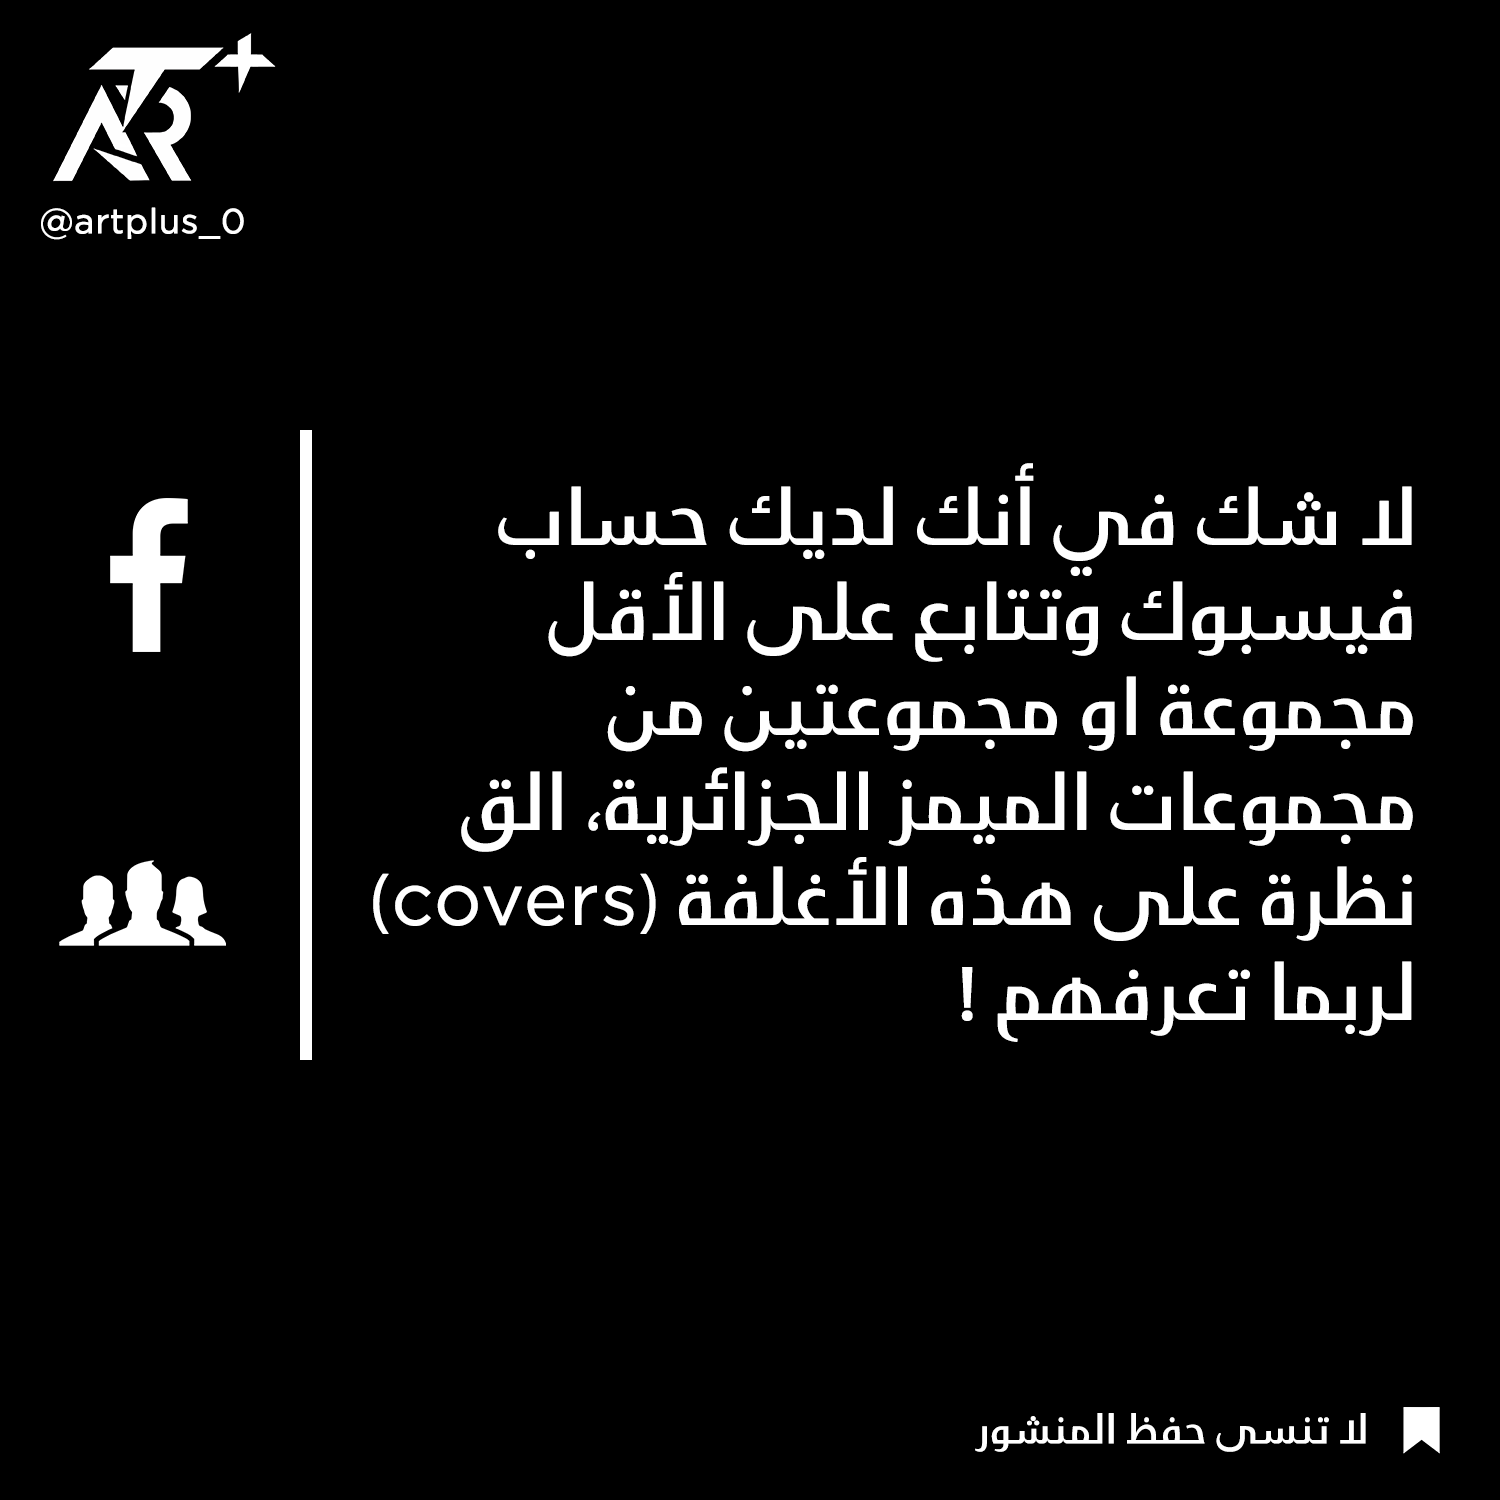 ART+
@artplus_0
لا شك في أنك لديك حساب
فيسبوك وتتابع على الأقل
مجموعة او مجموعتين من
مجموعات الميمز الجزائرية، الق
نظرة على هذه الأغلفة (covers)
لربما تعرفهم !
لا تنسى حفظ المنشور